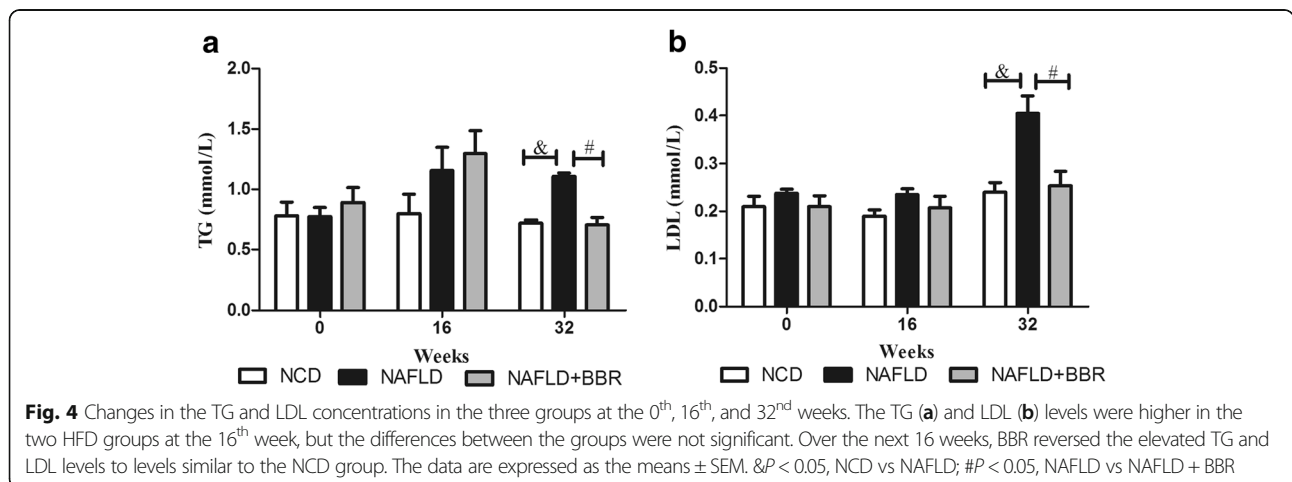 a
b
TG (mmol/L)
2.0
1.5
1.0
0.5
0.0
&
#
0
16
32
Weeks
NCD
NAFLD
NAFLD+BBR
LDL (mmol/L)
0.5
0.4
0.3
0.2
0.1
0.0
&
#
0
16
32
Weeks
NCD
NAFLD
NAFLD+BBR
Fig. 4 Changes in the TG and LDL concentrations in the three groups at the 0th, 16th, and 32nd weeks. The TG (a) and LDL (b) levels were higher in the
two HFD groups at the 16th week, but the differences between the groups were not significant. Over the next 16 weeks, BBR reversed the elevated TG and
LDL levels to levels similar to the NCD group. The data are expressed as the means ± SEM. &P < 0.05, NCD vs NAFLD; #P < 0.05, NAFLD vs NAFLD + BBR